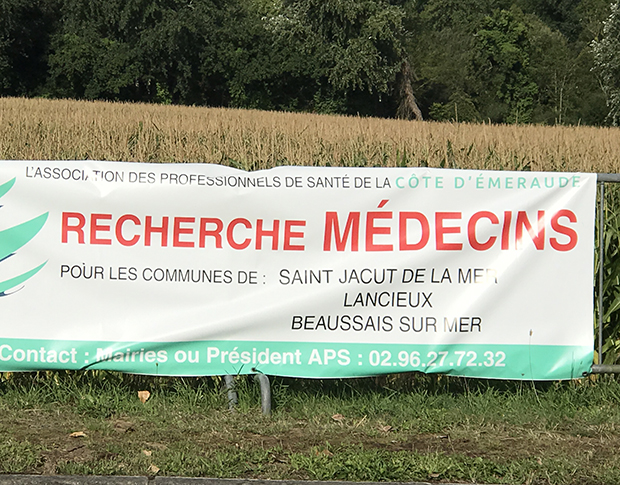 L'ASSOCIATION DES PROFESSIONNELS DE SANTÉ DE LA CÔTE D'ÉMERAUDE
RECHERCHE MÉDECINS
POUR LES COMMUNES DE : SAINT JACUT DE LA MER
LANCIEUX
BEAUSSAIS SUR MER
Contact : Mairies ou Président APS : 02.96.27.72.32